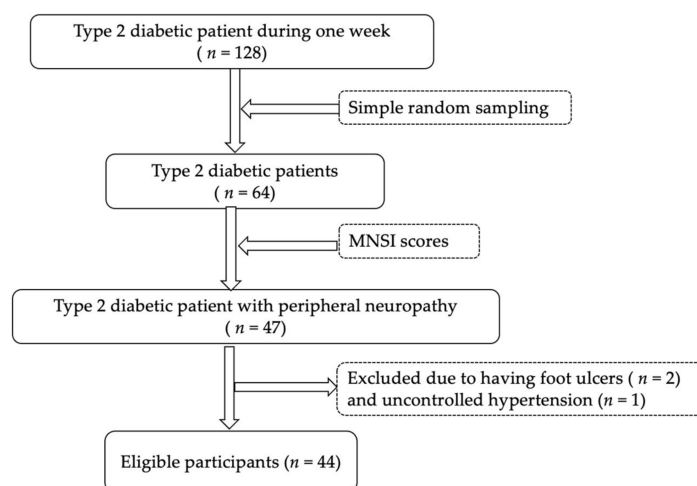 Type 2 diabetic patient during one week
( n = 128)
Simple random sampling
Type 2 diabetic patients
( n = 64)
MNSI scores
Type 2 diabetic patient with peripheral neuropathy
( n = 47)
Excluded due to having foot ulcers ( n = 2)
and uncontrolled hypertension (n = 1)
Eligible participants (n = 44)